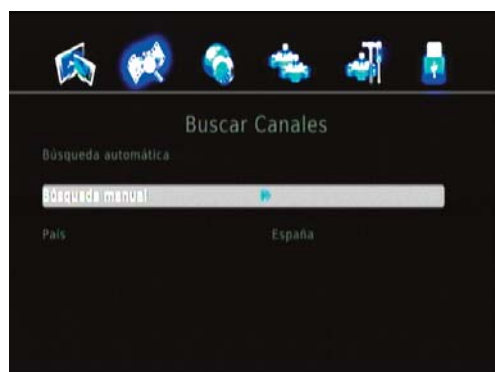 Buscar Canales
Búsqueda automática
Búsqueda manual
País España